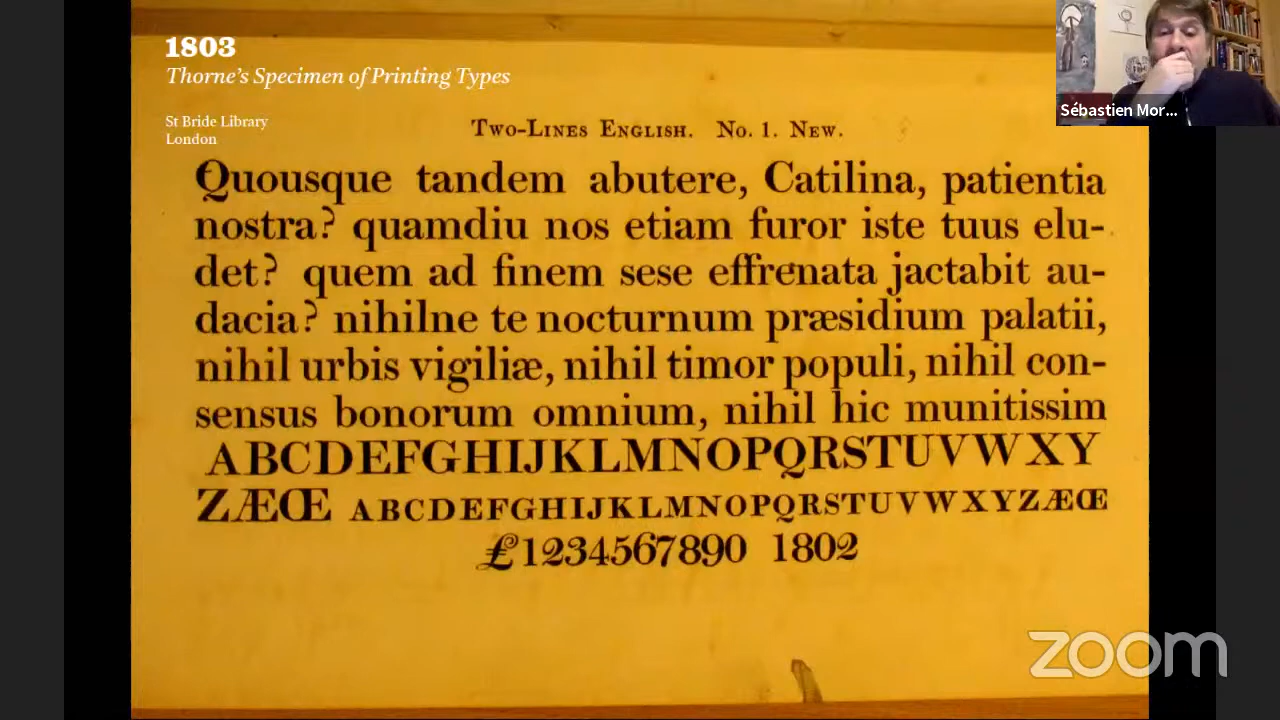 1803
Thorne's Specimen of Printing Types
St Bride Library
London
Two-Lines English. No. 1. New.
Quousque tandem abutere, Catilina, patientia
nostra? quamdiu nos etiam furor iste tuus elu-
det? quem ad finem sese effrenata jactabit au-
dacia? nihilne te nocturnum præsidium palatii,
nihil urbis vigiliæ, nihil timor populi, nihil con-
sensus bonorum omnium, nihil hic munitissim
ABCDEFGHIJKLMNOPQRSTUVWXY
ZÆŒ ABCDEFGHIJKLMNOPQRSTUVWXYZÆŒ
£1234567890 1802
Sébastien Mor...
zoom